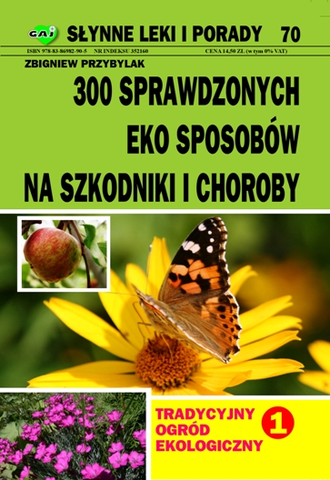 GAJ SŁYNNE LEKI I PORADY 70
ISBN 978-83-86982-90-5 NR INDEKSU 352160 CENA 14,50 ZŁ (w tym 0% VAT)
ZBIGNIEW PRZYBYLAK
300 SPRAWDZONYCH
EKO SPOSOBÓW
NA SZKODNIKI I CHOROBY
TRADYCYJNY
OGRÓD
EKOLOGICZNY
1